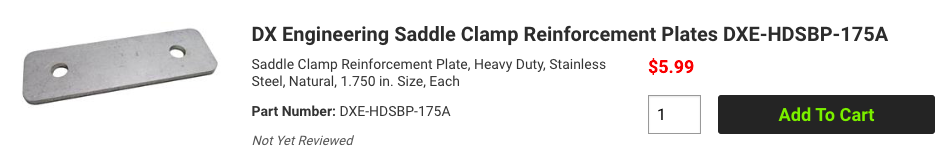 DX Engineering Saddle Clamp Reinforcement Plates DXE-HDSBP-175A
Saddle Clamp Reinforcement Plate, Heavy Duty, Stainless
Steel, Natural, 1.750 in. Size, Each
$5.99
Part Number: DXE-HDSBP-175A
1
Add To Cart
Not Yet Reviewed